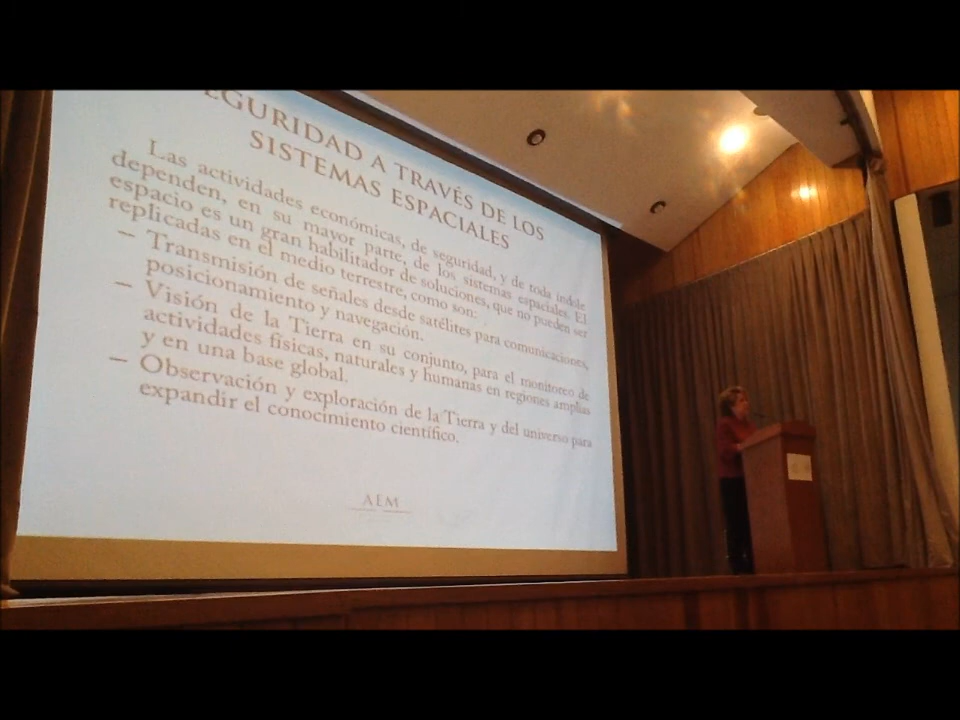 EGURIDAD A TRAVÉS DE LOS
SISTEMAS ESPACIALES
Las actividades económicas, de seguridad, y de toda índole
dependen, en su mayor parte, de los sistemas espaciales. El
espacio es un gran habilitador de soluciones, que no pueden ser
replicadas en el medio terrestre, como son:
– Transmisión de señales desde satélites para comunicaciones,
posicionamiento y navegación.
– Visión de la Tierra en su conjunto, para el monitoreo de
actividades físicas, naturales y humanas en regiones amplias
y en una base global.
– Observación y exploración de la Tierra y del universo para
expandir el conocimiento científico.
AEM